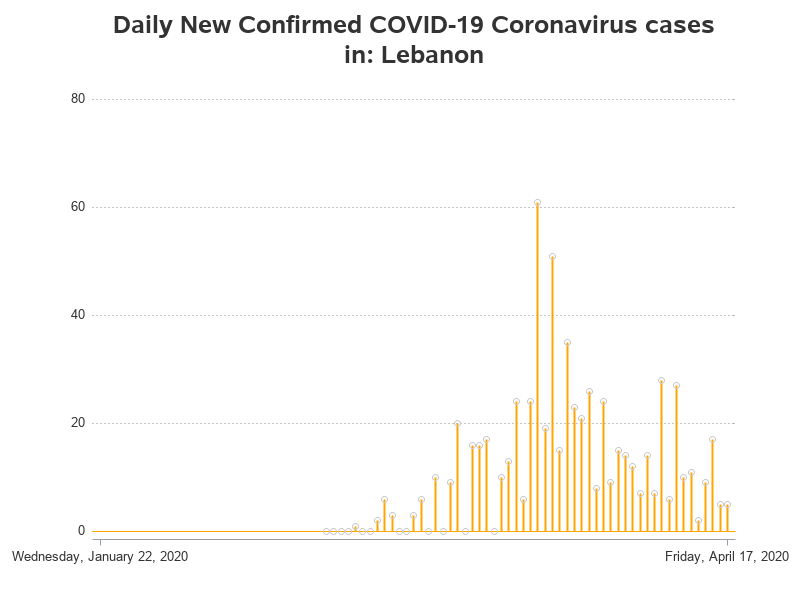 Daily New Confirmed COVID-19 Coronavirus cases
in: Lebanon
80
60
40
20
0
Wednesday, January 22, 2020
Friday, April 17, 2020